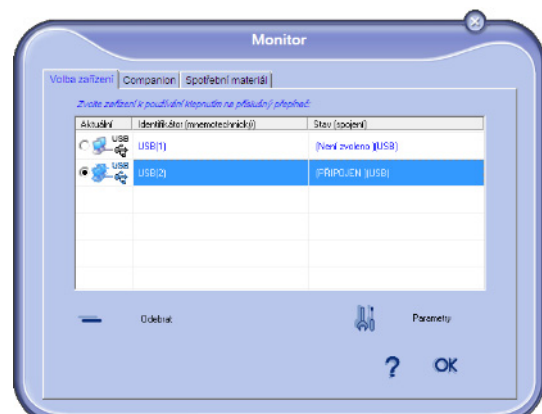 Monitor
Volba zařízení Companion Spotřební materiál
Zvolte zařízení k používání klepnutím na příslušný přepínač:
Aktuální Identifikátor (mnemotechnický) Stav (spojení)
USB USB(1) (Není zvoleno )(USB)
USB USB(2) (PŘIPOJEN )(USB)
Odebrat Parametry
? OK